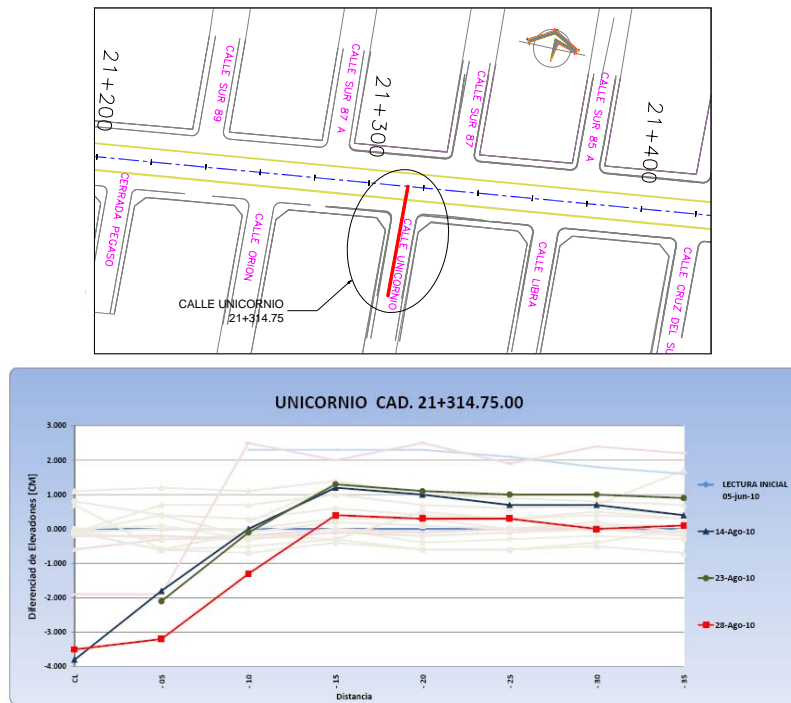 21+200
CALLE SUR 89
CALLE SUR 87 A
21+300
CALLE SUR 87
CALLE SUR 85 A
21+400
CERRADA PEGASO
CALLE ORION
CALLE UNICORNIO
CALLE LIBRA
CALLE CRUZ DEL SU
CALLE UNICORNIO
21+314.75
UNICORNIO CAD. 21+314.75.00
Diferenciad de Elevadones [CM]
3.000
2.000
1.000
0.000
-1.000
-2.000
-3.000
-4.000
CL
- 05
- 10
- 15
- 20
- 25
- 30
- 35
Distancia
LECTURA INICIAL
05-jun-10
14-Ago-10
23-Ago-10
28-Ago-10